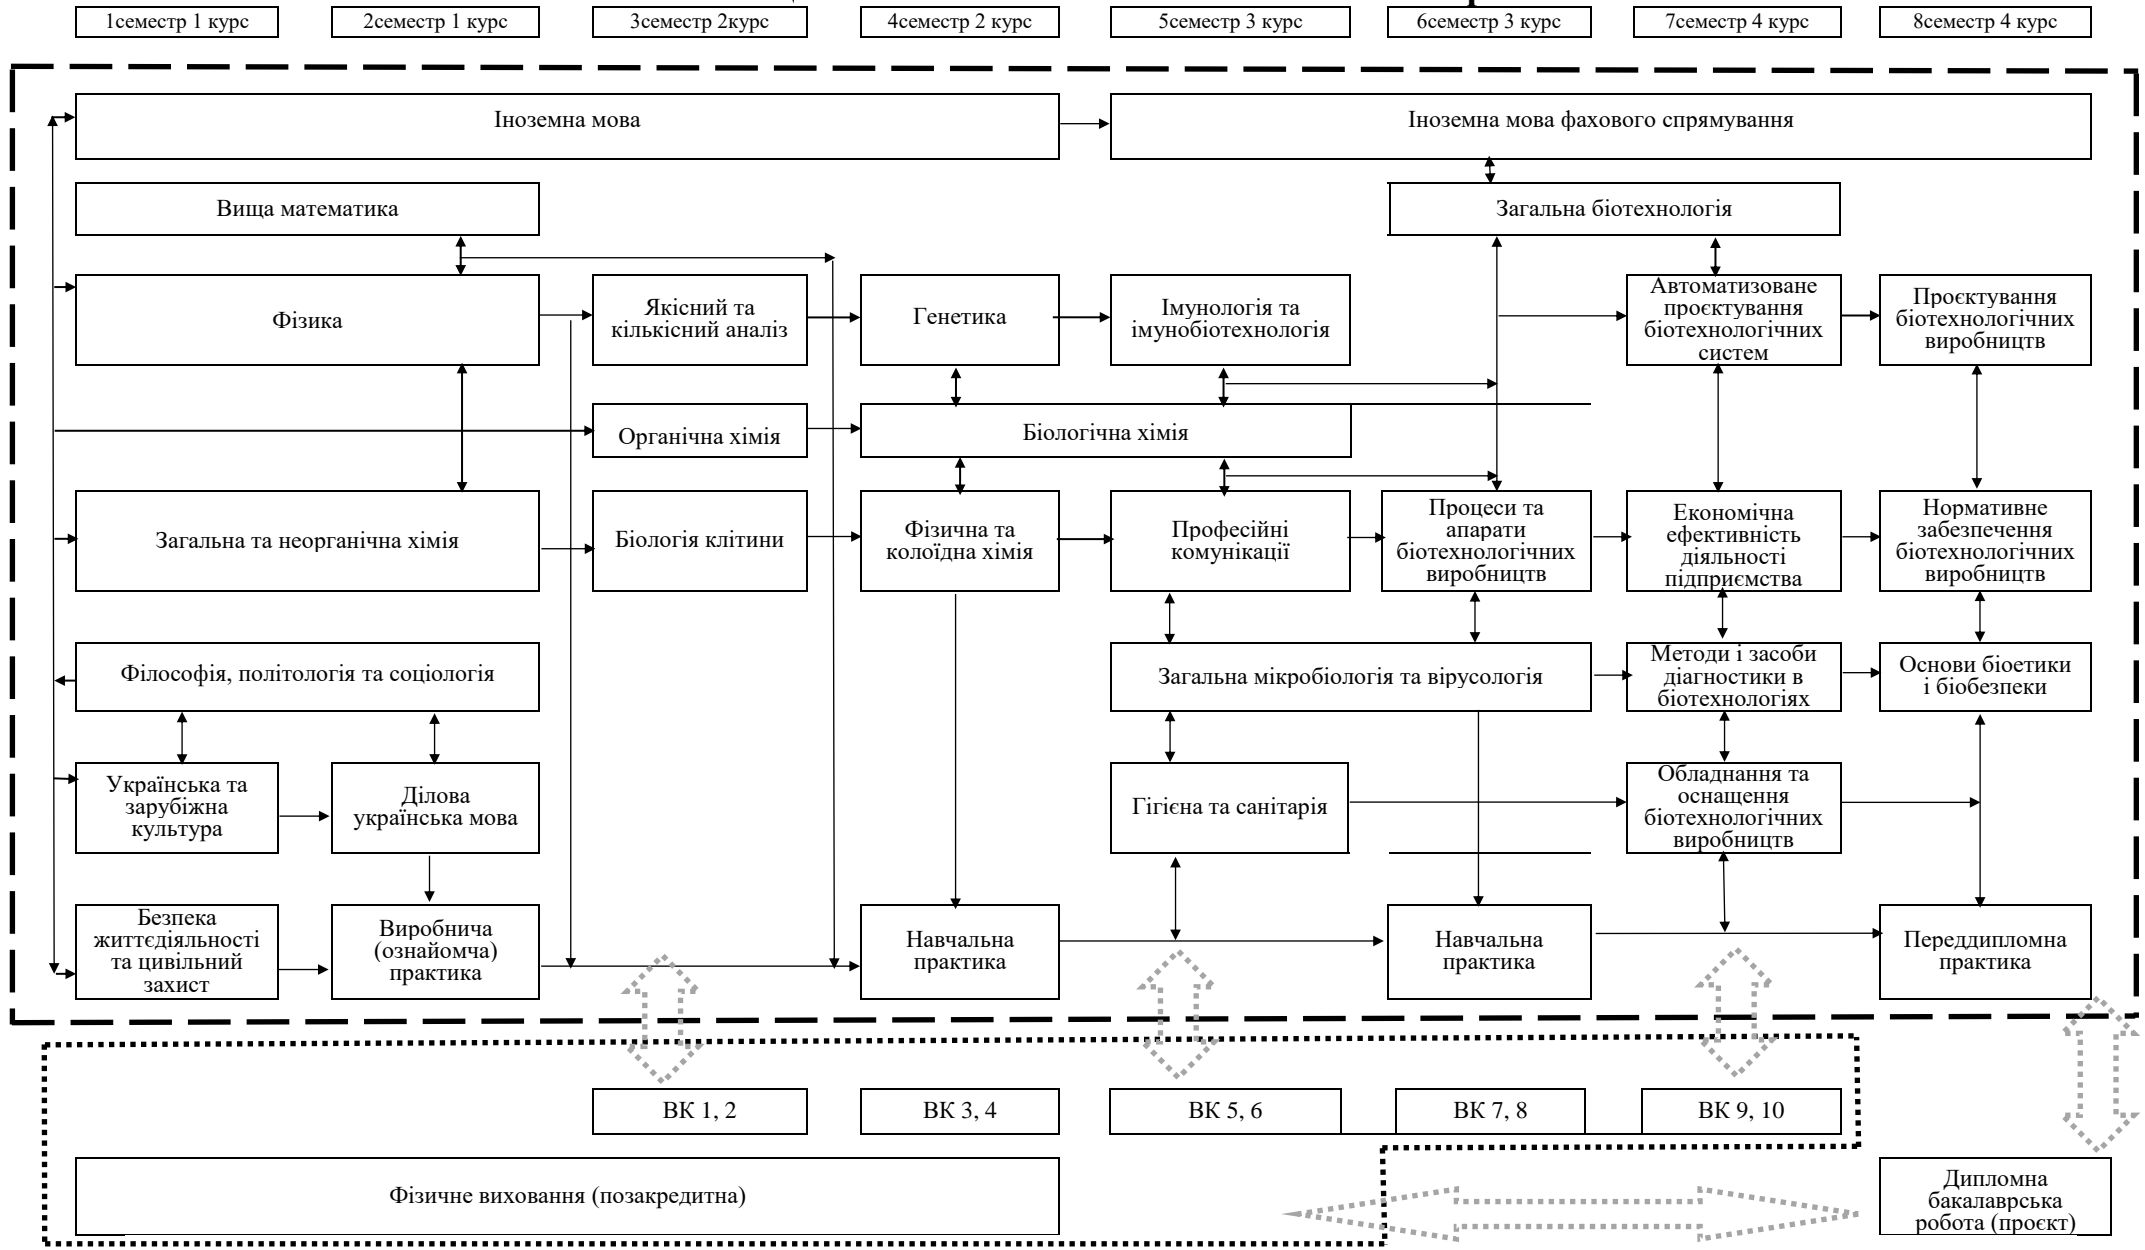 1семестр 1 курс
2семестр 1 курс
3семестр 2курс
4семестр 2 курс
5семестр 3 курс
6семестр 3 курс
7семестр 4 курс
8семестр 4 курс
Іноземна мова
Іноземна мова фахового спрямування
Вища математика
Загальна біотехнологія
Фізика
Якісний та
кількісний аналіз
Генетика
Імунологія та
імунобіотехнологія
Автоматизоване
проєктування
біотехнологічних
систем
Проєктування
біотехнологічних
виробництв
Органічна хімія
Біологічна хімія
Загальна та неорганічна хімія
Біологія клітини
Фізична та
колоїдна хімія
Професійні
комунікації
Процеси та
апарати
біотехнологічних
виробництв
Економічна
ефективність
діяльності
підприємства
Нормативне
забезпечення
біотехнологічних
виробництв
Філософія, політологія та соціологія
Загальна мікробіологія та вірусологія
Методи і засоби
діагностики в
біотехнологіях
Основи біоетики
і біобезпеки
Українська та
зарубіжна
культура
Ділова
українська мова
Гігієна та санітарія
Обладнання та
оснащення
біотехнологічних
виробництв
Безпека
життєдіяльності
та цивільний
захист
Виробнича
(ознайомча)
практика
Навчальна
практика
Навчальна
практика
Переддипломна
практика
ВК 1, 2
ВК 3, 4
ВК 5, 6
ВК 7, 8
ВК 9, 10
Фізичне виховання (позакредитна)
Дипломна
бакалаврська
робота (проєкт)